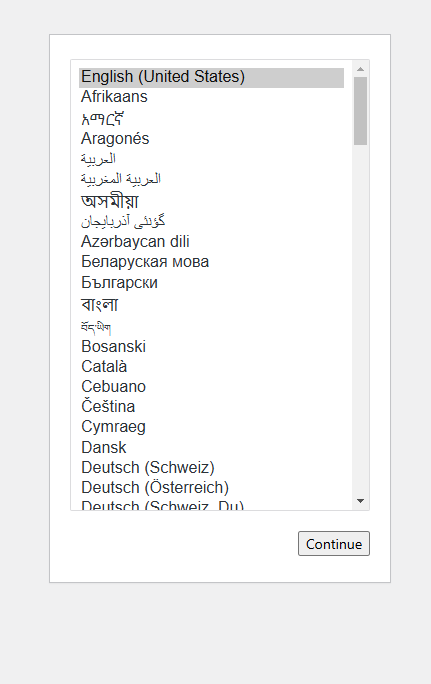 English (United States)
Afrikaans
አማርኛ
Aragonés
العربية
العربية المغربية
অসমীয়া
گؤنئی آذربایجان
Azərbaycan dili
Беларуская мова
Български
বাংলা
བོད་ཡིག
Bosanski
Català
Cebuano
Čeština
Cymraeg
Dansk
Deutsch (Schweiz)
Deutsch (Österreich)
Deutsch (Schweiz, Du)
Continue